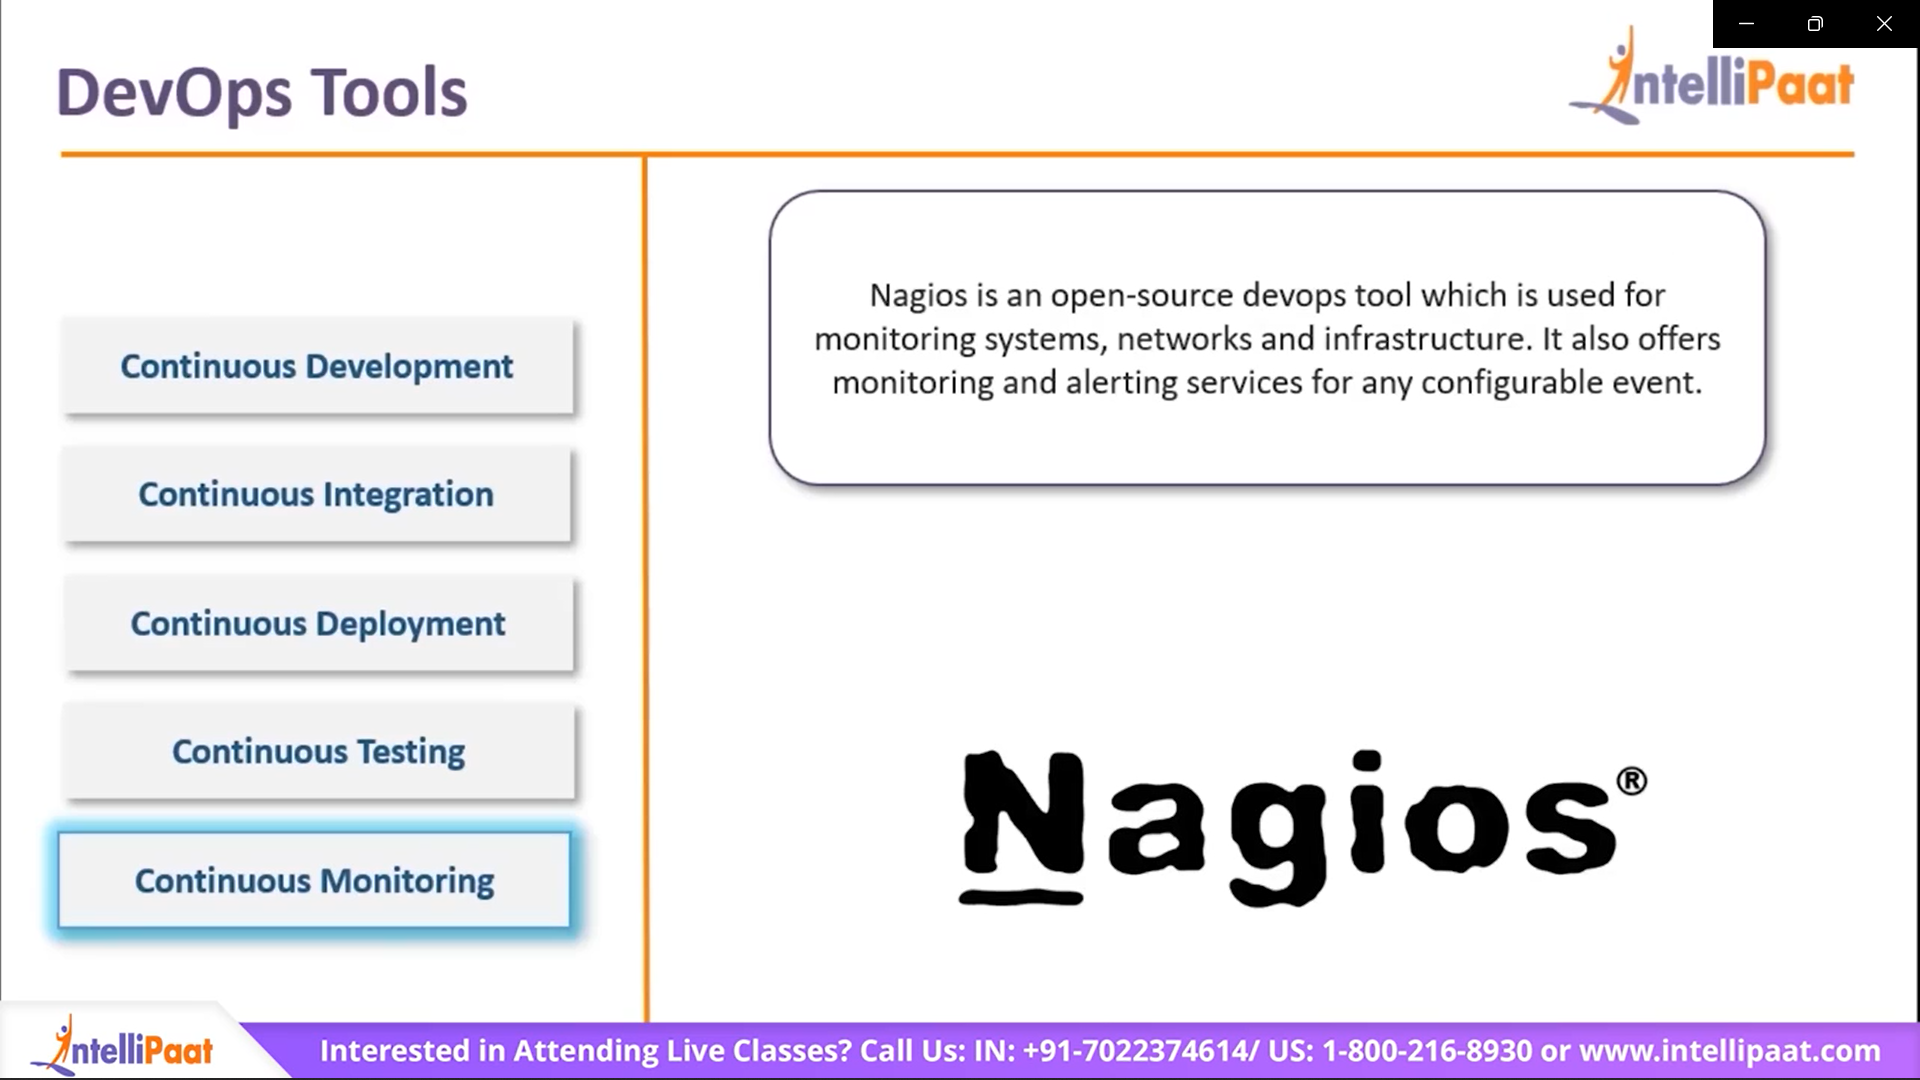 DevOps Tools
IntelliPaat
Continuous Development
Continuous Integration
Continuous Deployment
Continuous Testing
Continuous Monitoring
Nagios is an open-source devops tool which is used for
monitoring systems, networks and infrastructure. It also offers
monitoring and alerting services for any configurable event.
Nagios®
IntelliPaat
Interested in Attending Live Classes? Call Us: IN: +91-7022374614/ US: 1-800-216-8930 or www.intellipaat.com